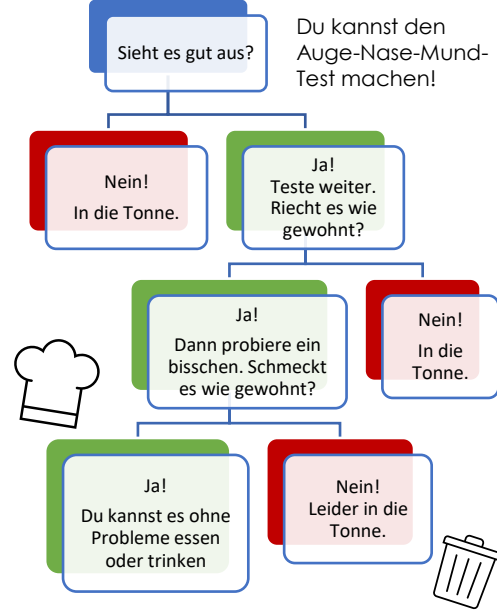 Sieht es gut aus?
Du kannst den
Auge-Nase-Mund-
Test machen!
Nein!
In die Tonne.
Ja!
Teste weiter.
Riecht es wie
gewohnt?
Ja!
Dann probiere ein
bisschen. Schmeckt
es wie gewohnt?
Nein!
In die
Tonne.
Ja!
Du kannst es ohne
Probleme essen
oder trinken
Nein!
Leider in die
Tonne.